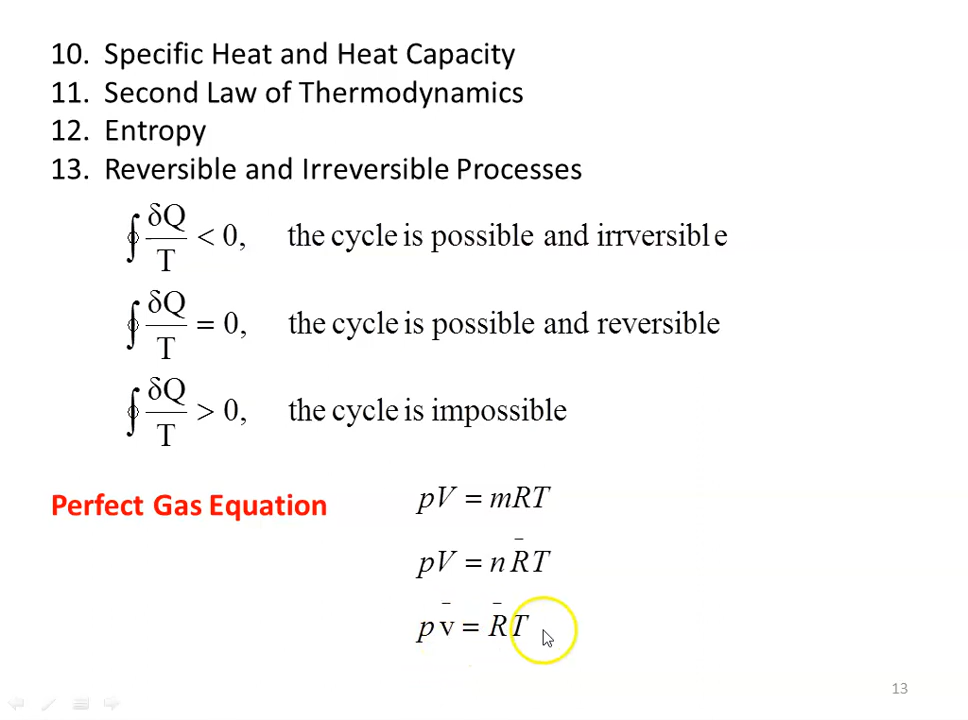 10. Specific Heat and Heat Capacity
11. Second Law of Thermodynamics
12. Entropy
13. Reversible and Irreversible Processes
∮ δQ/T < 0, the cycle is possible and irrversible
∮ δQ/T = 0, the cycle is possible and reversible
∮ δQ/T > 0, the cycle is impossible
Perfect Gas Equation pV = mRT
pV = nR̄T
pv̄ = R̄T
13